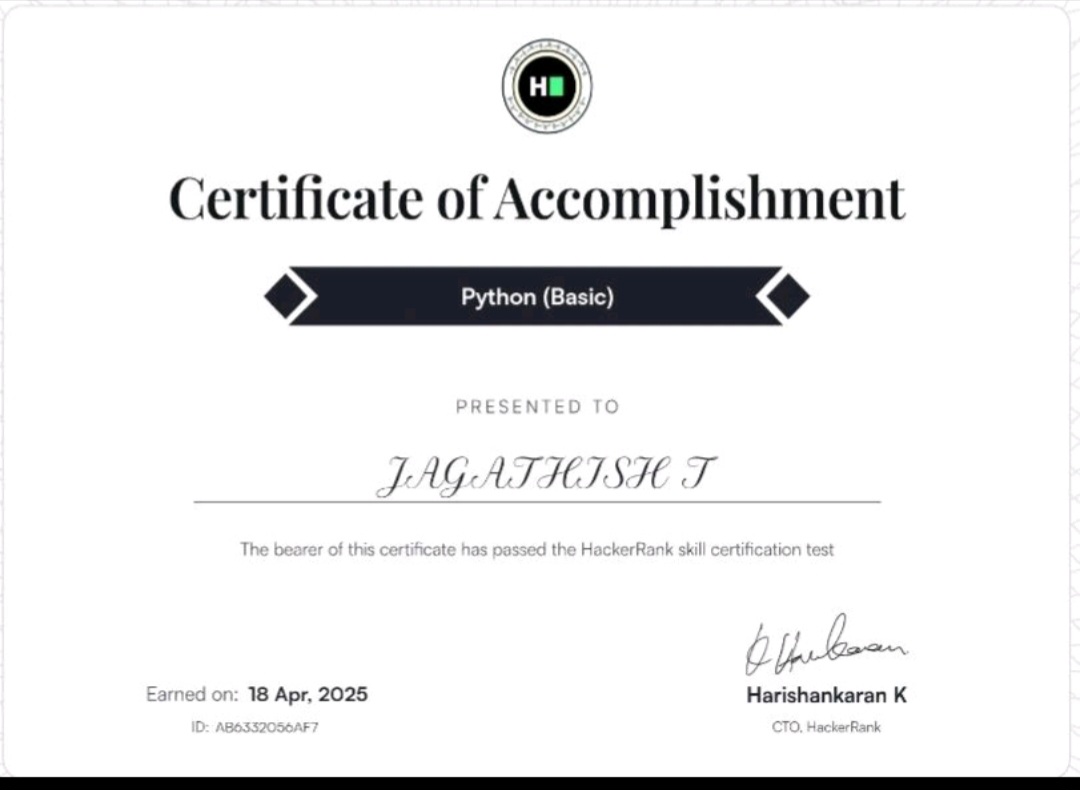 H
Certificate of Accomplishment
Python (Basic)
PRESENTED TO
JAGATHISH T
The bearer of this certificate has passed the HackerRank skill certification test
Earned on: 18 Apr, 2025
ID: AB6332056AF7
Harishankaran K
CTO, HackerRank